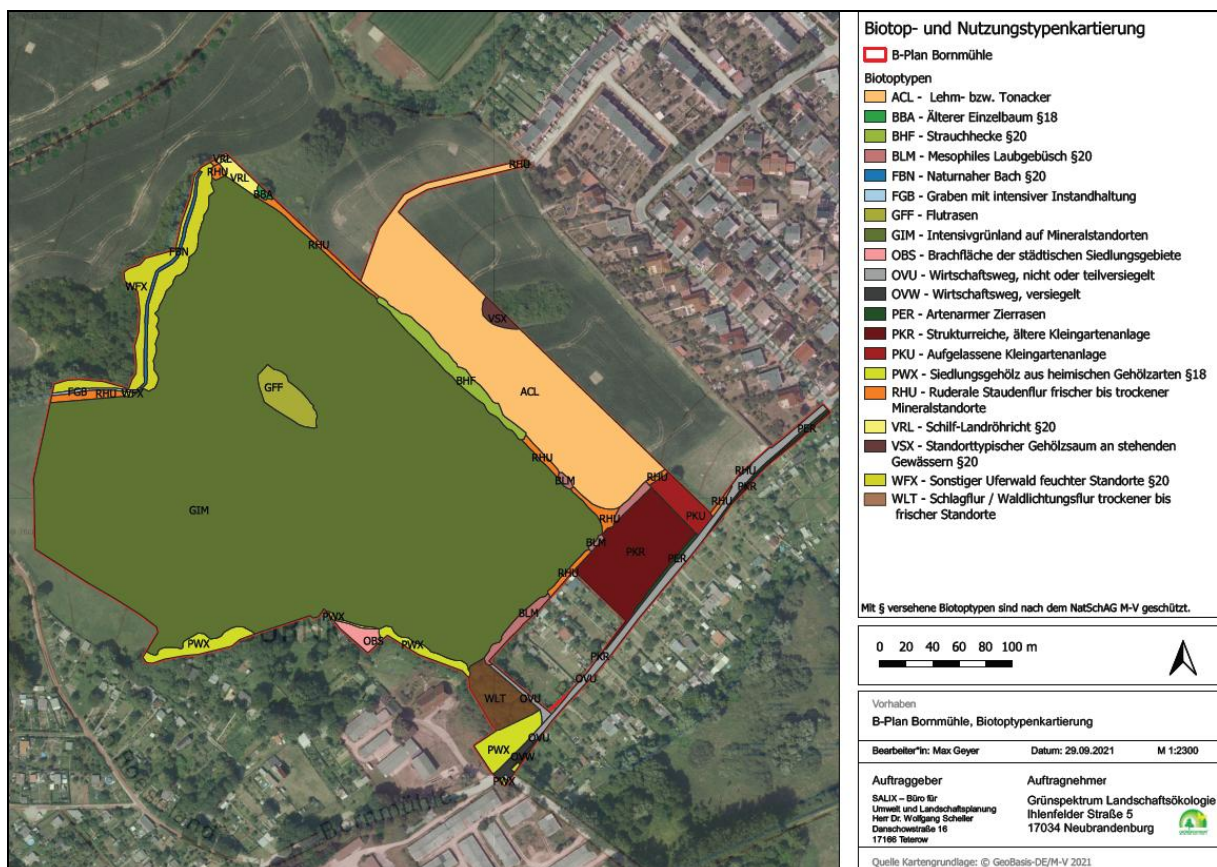 VRL
RHU
VRL
BBA
RHU
RHU
FBN
WFX
VSX
BHF
GFF
FGB
RHU
WFX
ACL
PER
RHU
BLM
RHU
RHU
PKR
RHU
PKU
RHU
GIM
BLM
PKR
PER
RHU
BLM
PWX
PWX
OBS
PWX
PKR
OVU
WLT
OVU
OVU
PWX
OVW
PWX
Biotop- und Nutzungstypenkartierung
B-Plan Bornmühle
Biotoptypen
ACL - Lehm- bzw. Tonacker
BBA - Älterer Einzelbaum §18
BHF - Strauchhecke §20
BLM - Mesophiles Laubgebüsch §20
FBN - Naturnaher Bach §20
FGB - Graben mit intensiver Instandhaltung
GFF - Flutrasen
GIM - Intensivgrünland auf Mineralstandorten
OBS - Brachfläche der städtischen Siedlungsgebiete
OVU - Wirtschaftsweg, nicht oder teilversiegelt
OVW - Wirtschaftsweg, versiegelt
PER - Artenarmer Zierrasen
PKR - Strukturreiche, ältere Kleingartenanlage
PKU - Aufgelassene Kleingartenanlage
PWX - Siedlungsgehölz aus heimischen Gehölzarten §18
RHU - Ruderale Staudenflur frischer bis trockener
Mineralstandorte
VRL - Schilf-Landröhricht §20
VSX - Standorttypischer Gehölzsaum an stehenden
Gewässern §20
WFX - Sonstiger Uferwald feuchter Standorte §20
WLT - Schlagflur / Waldlichtungsflur trockener bis
frischer Standorte
Mit § versehene Biotoptypen sind nach dem NatSchAG M-V geschützt.
0 20 40 60 80 100 m
Vorhaben
B-Plan Bornmühle, Biotoptypenkartierung
Bearbeiter*in: Max Geyer Datum: 29.09.2021 M 1:2300
Auftraggeber
SALIX – Büro für
Umwelt und Landschaftsplanung
Herr Dr. Wolfgang Scheller
Danschowstraße 16
17166 Teterow
Auftragnehmer
Grünspektrum Landschaftsökologie
Ihlenfelder Straße 5
17034 Neubrandenburg
Quelle Kartengrundlage: © GeoBasis-DE/M-V 2021